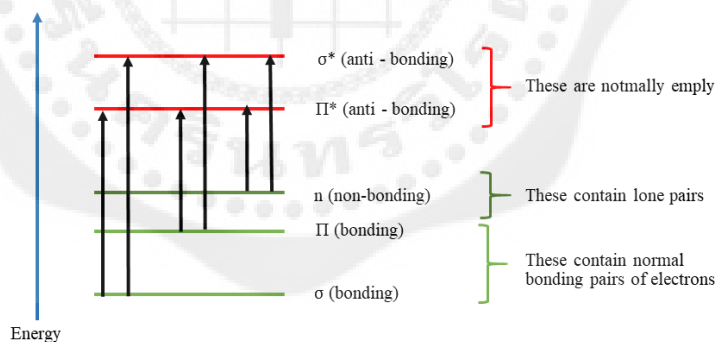 σ* (anti - bonding)
These are notmally emply
Π* (anti - bonding)
n (non-bonding)
These contain lone pairs
Π (bonding)
These contain normal
bonding pairs of electrons
σ (bonding)
Energy